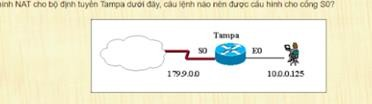 hình NAT cho bộ định tuyến Tampa dưới đây, câu lệnh nào nên được cấu hình cho cổng S0?
Tampa
S0
E0
179.9.0.0
10.0.0.125